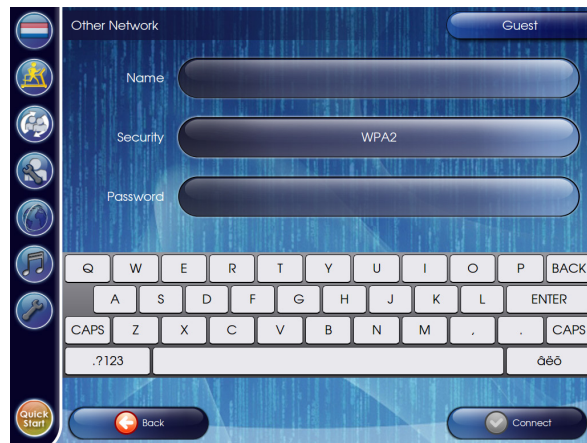 Other Network
Guest
Name
Security WPA2
Password
Q W E R T Y U I O P BACK
A S D F G H J K L ENTER
CAPS Z X C V B N M , . CAPS
.?123 âëõ
Quick
Start
Back
Connect